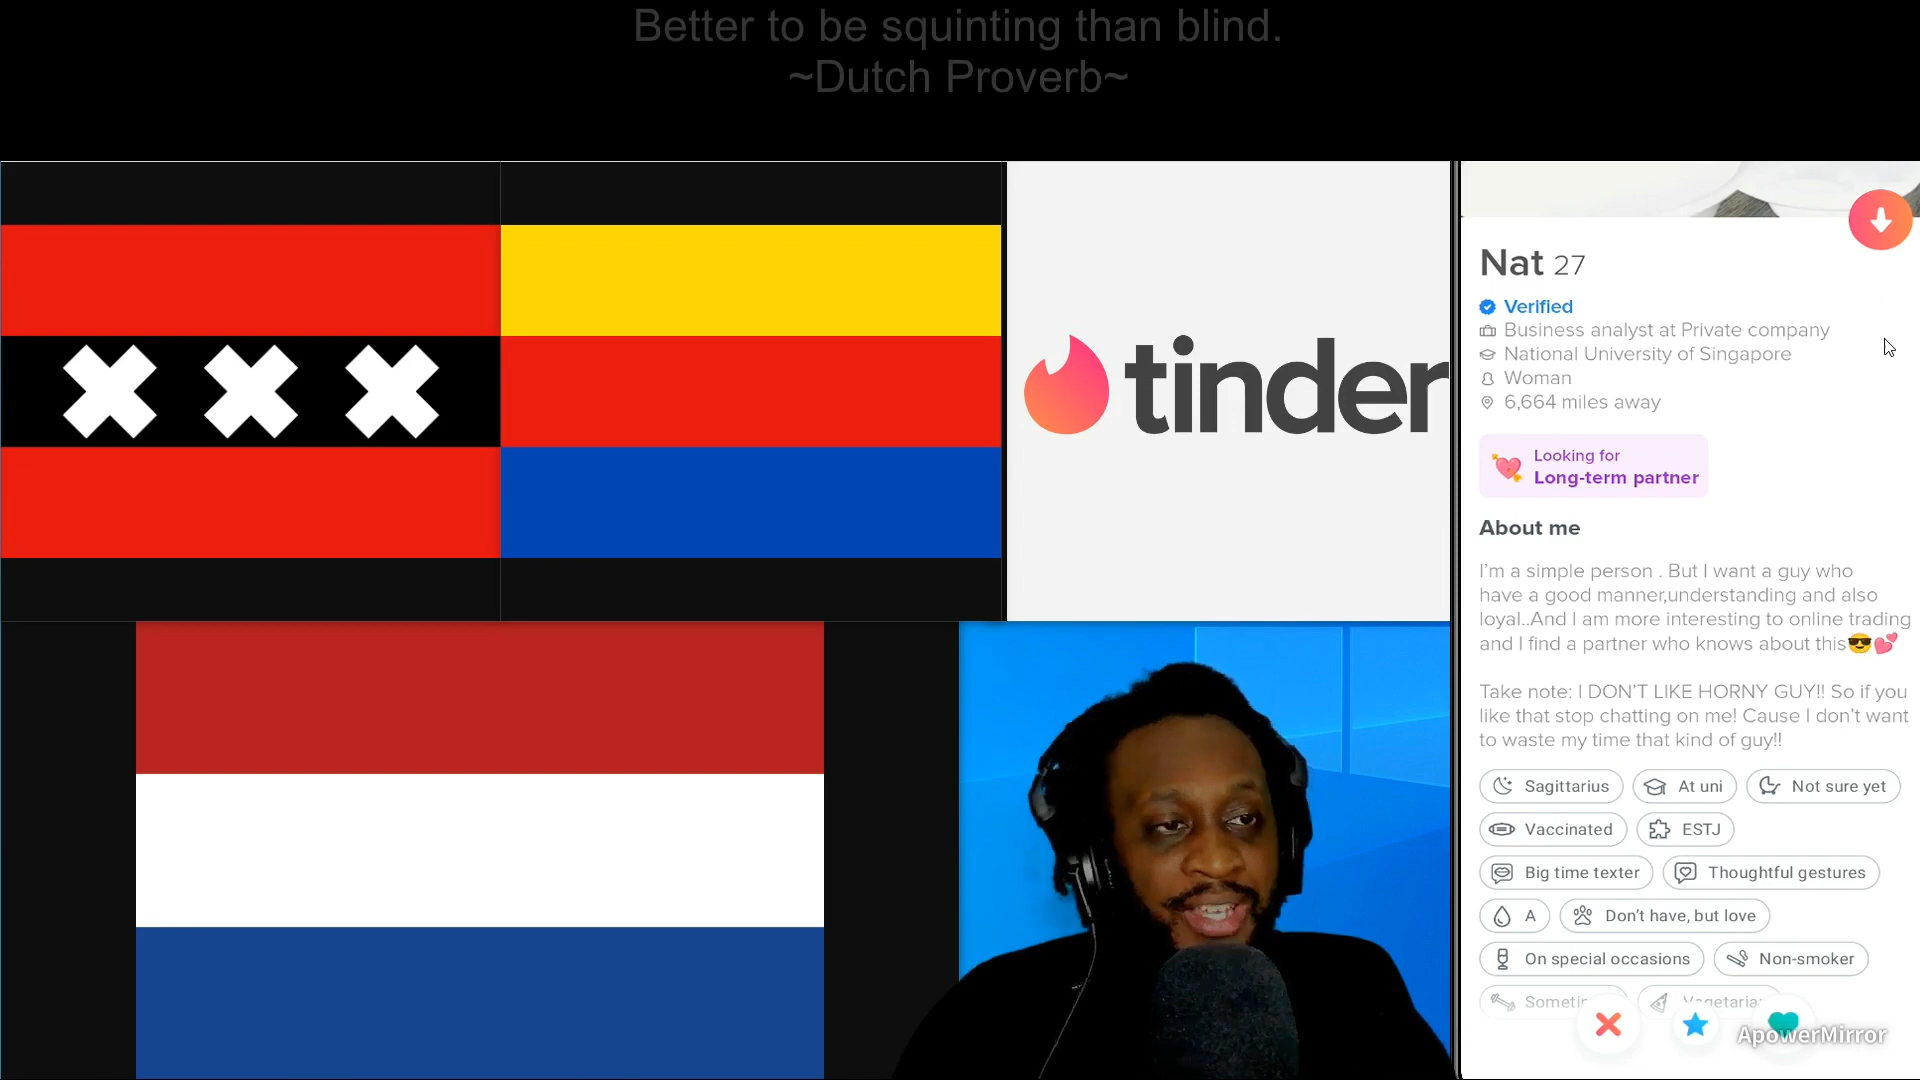 Better to be squinting than blind.
~Dutch Proverb~
tinder
Nat 27
Verified
Business analyst at Private company
National University of Singapore
Woman
6,664 miles away
Looking for
Long-term partner
About me
I'm a simple person . But I want a guy who
have a good manner,understanding and also
loyal..And I am more interesting to online trading
and I find a partner who knows about this😎💕
Take note: I DON'T LIKE HORNY GUY!! So if you
like that stop chatting on me! Cause I don't want
to waste my time that kind of guy!!
Sagittarius At uni Not sure yet
Vaccinated ESTJ
Big time texter Thoughtful gestures
A Don't have, but love
On special occasions Non-smoker
ApowerMirror